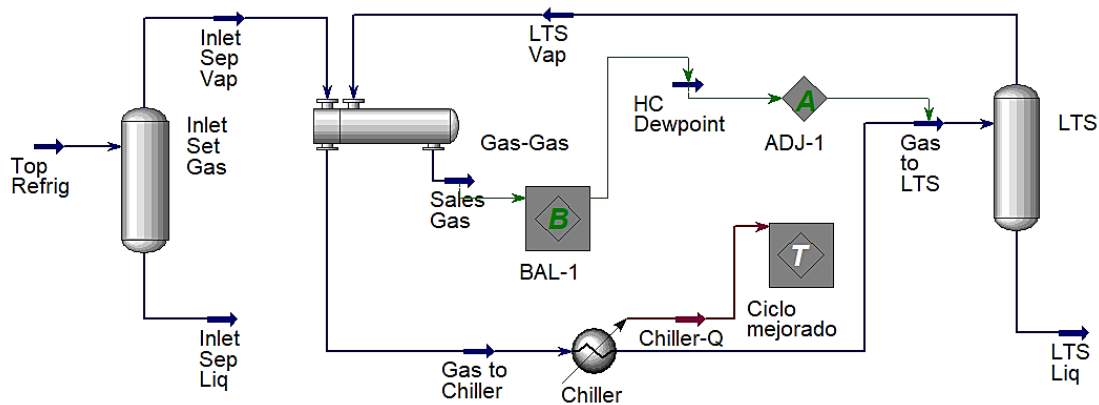 Inlet
Sep
Vap
LTS
Vap
Inlet
Set
Gas
Top
Refrig
Gas-Gas
HC
Dewpoint
A
ADJ-1
Gas
to
LTS
LTS
Sales
Gas
B
BAL-1
T
Ciclo
mejorado
Inlet
Sep
Liq
Gas to
Chiller
Chiller
Chiller-Q
LTS
Liq